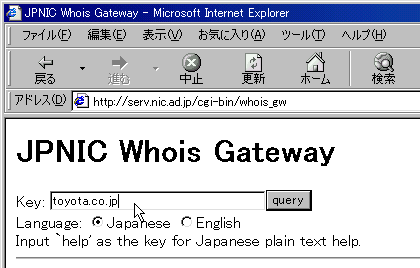 JPNIC Whois Gateway - Microsoft Internet Explorer
ファイル(F) 編集(E) 表示(V) お気に入り(A) ツール(T) ヘルプ(H)
戻る 進む 中止 更新 ホーム 検索
アドレス(D) http://serv.nic.ad.jp/cgi-bin/whois_gw
JPNIC Whois Gateway
Key: toyota.co.jp query
Language: Japanese English
Input `help' as the key for Japanese plain text help.